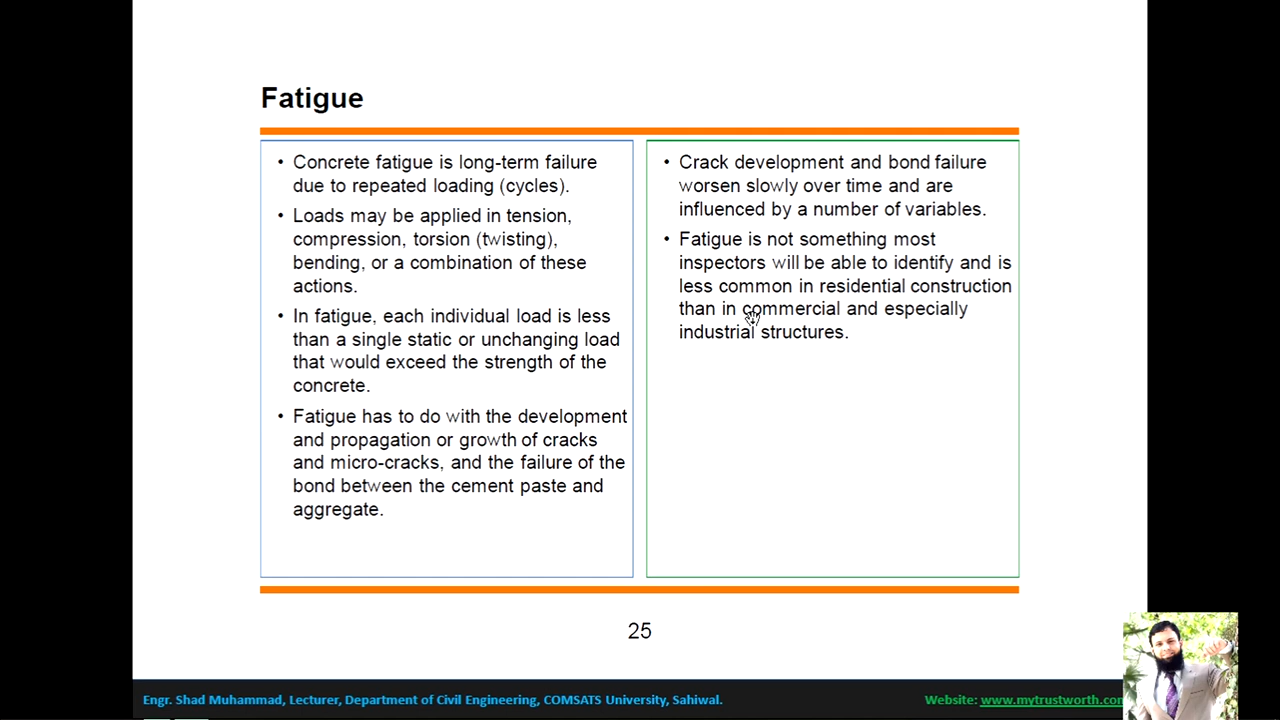 Fatigue
• Concrete fatigue is long-term failure
due to repeated loading (cycles).
• Loads may be applied in tension,
compression, torsion (twisting),
bending, or a combination of these
actions.
• In fatigue, each individual load is less
than a single static or unchanging load
that would exceed the strength of the
concrete.
• Fatigue has to do with the development
and propagation or growth of cracks
and micro-cracks, and the failure of the
bond between the cement paste and
aggregate.
• Crack development and bond failure
worsen slowly over time and are
influenced by a number of variables.
• Fatigue is not something most
inspectors will be able to identify and is
less common in residential construction
than in commercial and especially
industrial structures.
25
Engr. Shad Muhammad, Lecturer, Department of Civil Engineering, COMSATS University, Sahiwal.
Website: www.mytrustworth.com